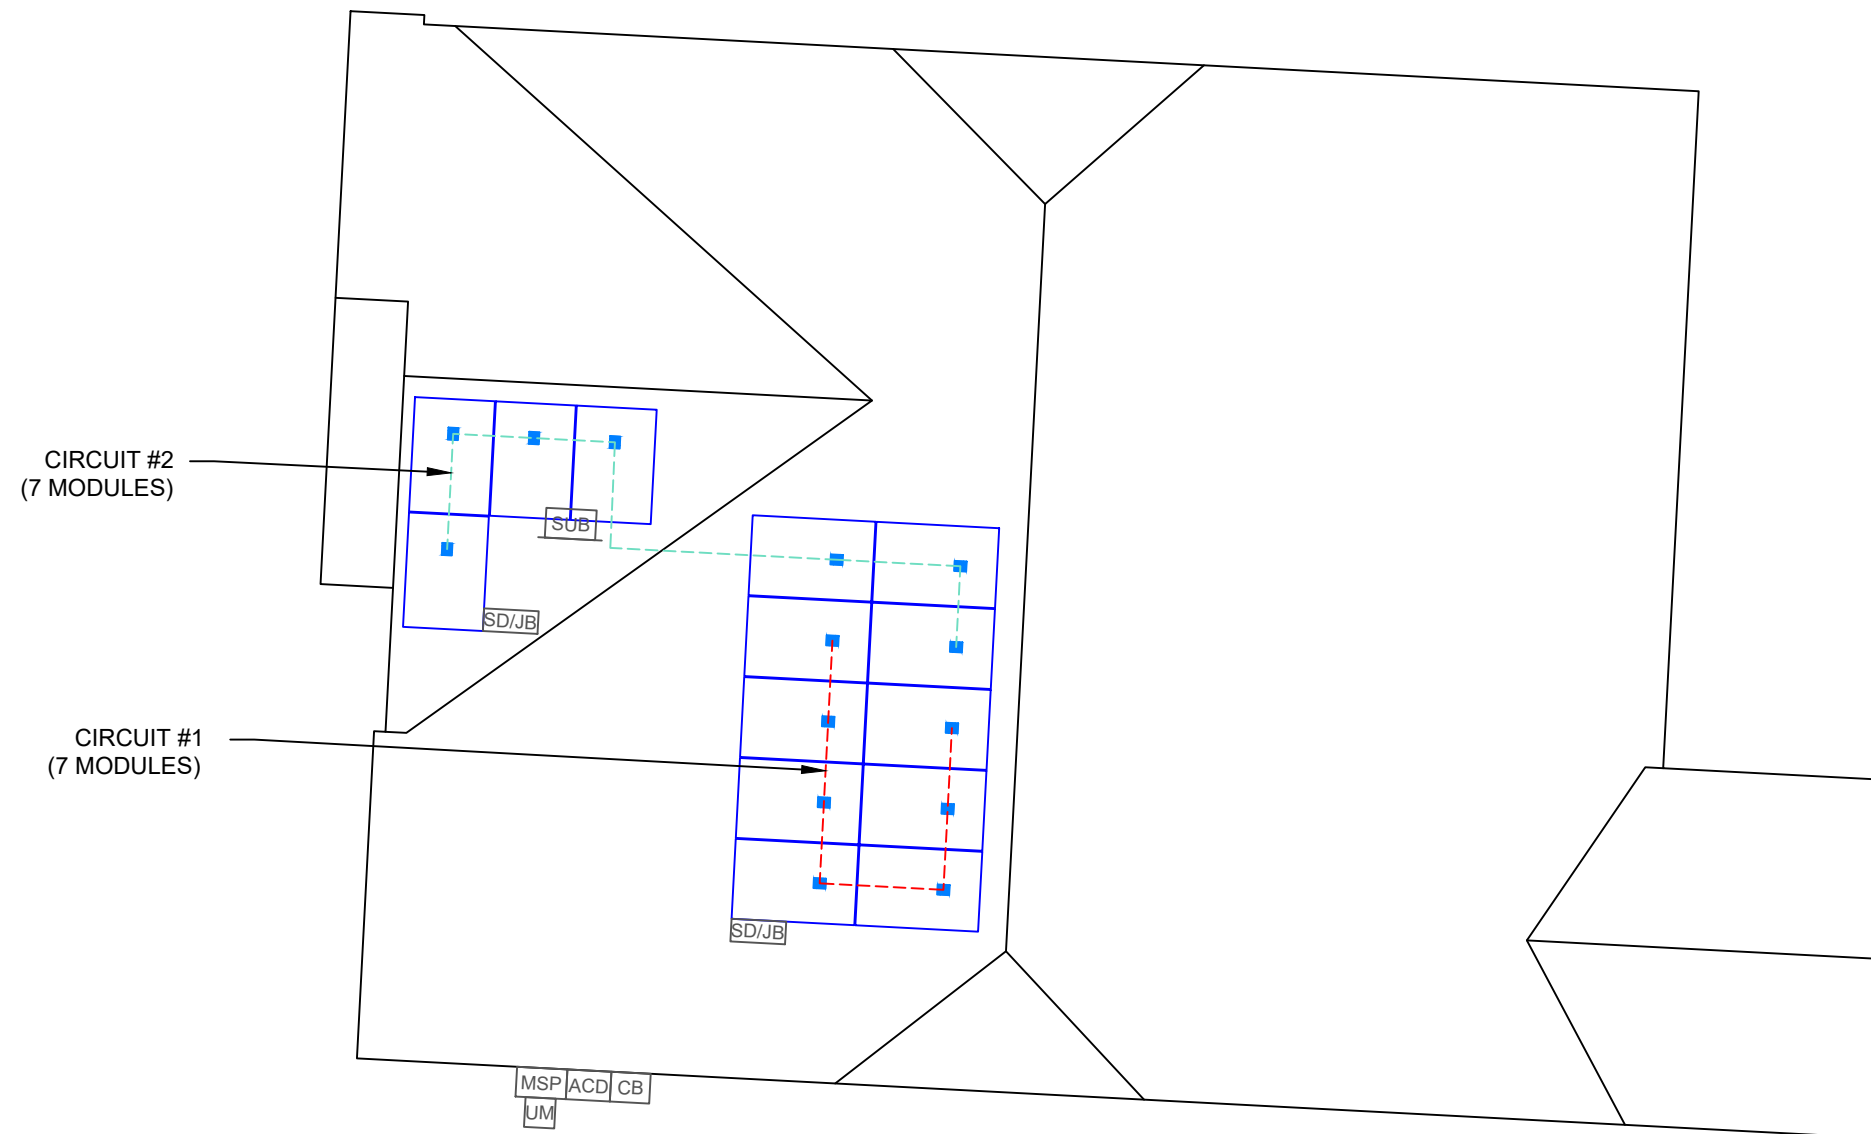 CIRCUIT #2
(7 MODULES)
SUB
SD/JB
CIRCUIT #1
(7 MODULES)
SD/JB
MSP ACD CB
UM